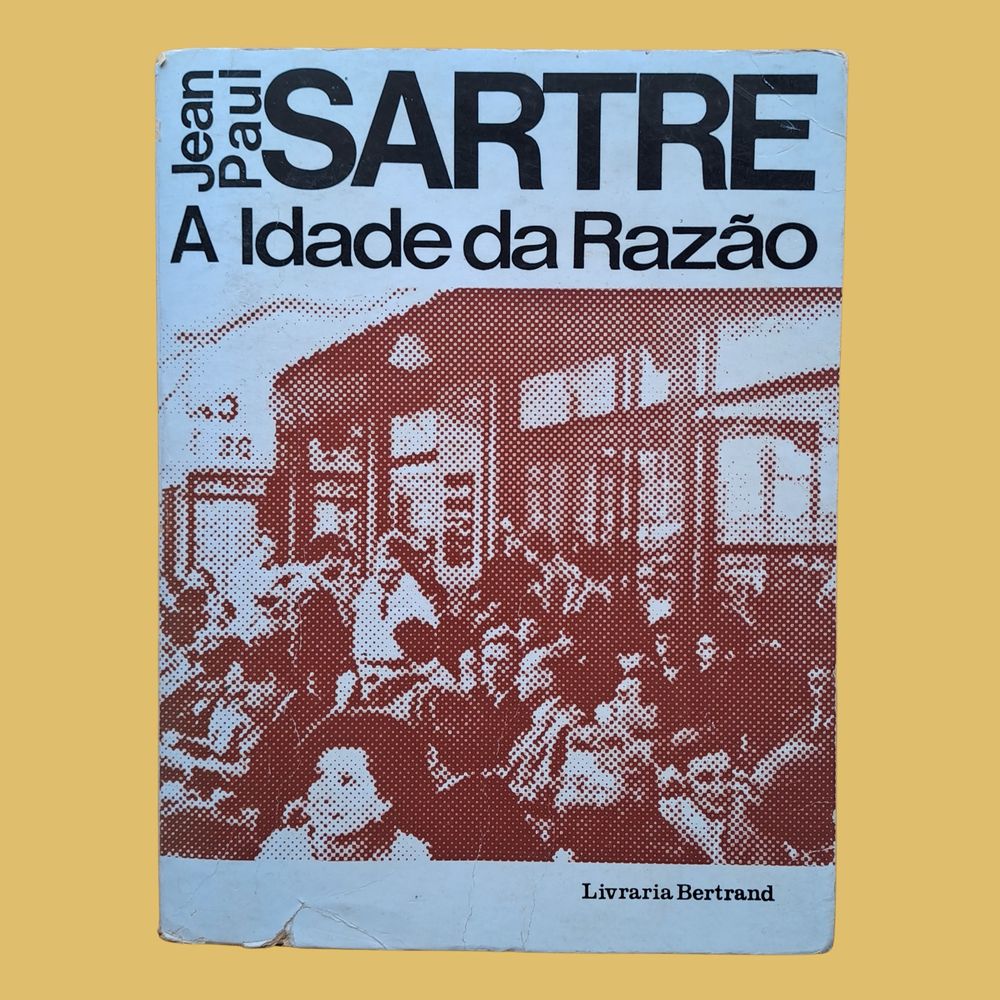 Jean
Paul
SARTRE
A Idade da Razão
Livraria Bertrand